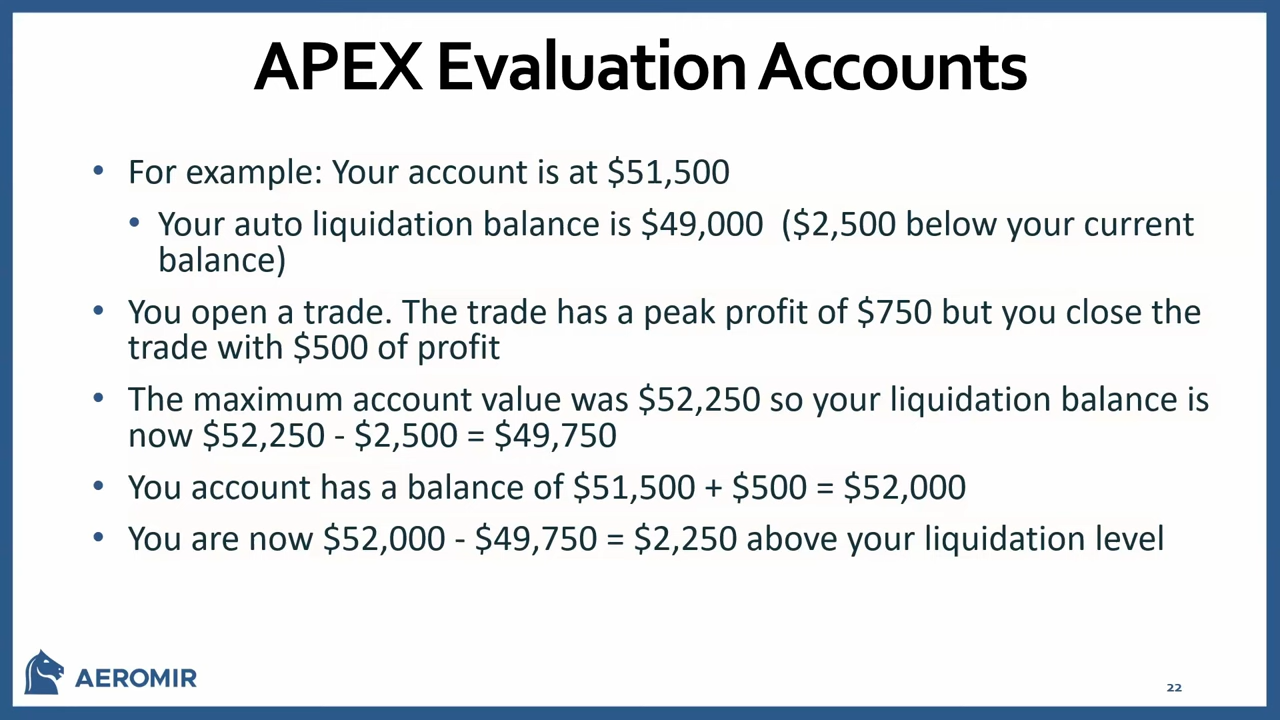 APEX Evaluation Accounts
• For example: Your account is at $51,500
• Your auto liquidation balance is $49,000  ($2,500 below your current
balance)
• You open a trade. The trade has a peak profit of $750 but you close the
trade with $500 of profit
• The maximum account value was $52,250 so your liquidation balance is
now $52,250 - $2,500 = $49,750
• You account has a balance of $51,500 + $500 = $52,000
• You are now $52,000 - $49,750 = $2,250 above your liquidation level
AEROMIR
22